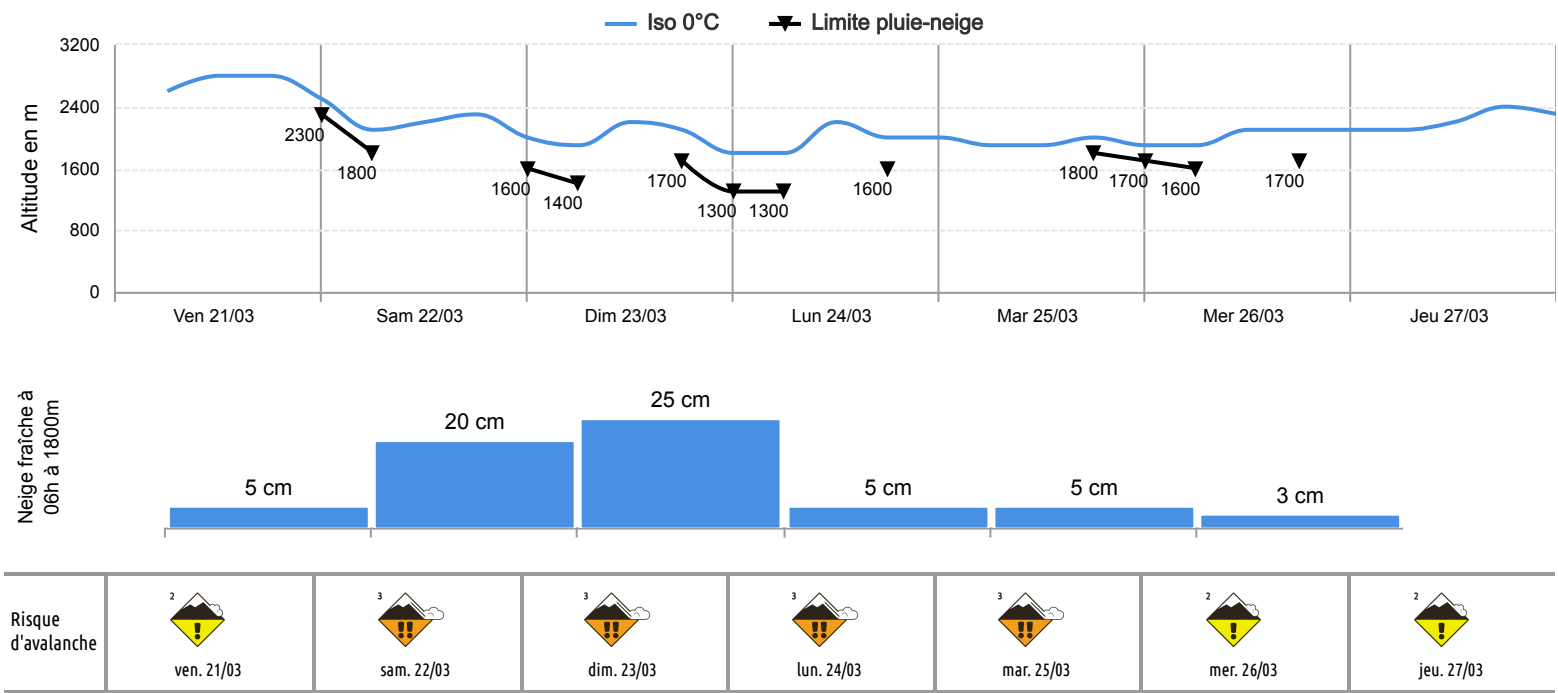 Iso 0°C
Limite pluie-neige
Altitude en m
3200
2400
1600
800
0
2300
1800
1600
1400
1700
1300
1300
1600
1800
1700
1600
1700
Ven 21/03
Sam 22/03
Dim 23/03
Lun 24/03
Mar 25/03
Mer 26/03
Jeu 27/03
Neige fraîche à
06h à 1800m
5 cm
20 cm
25 cm
5 cm
5 cm
3 cm
Risque
d'avalanche
2
!
ven. 21/03
3
!!
sam. 22/03
3
!!
dim. 23/03
3
!!
lun. 24/03
3
!!
mar. 25/03
2
!
mer. 26/03
2
!
jeu. 27/03